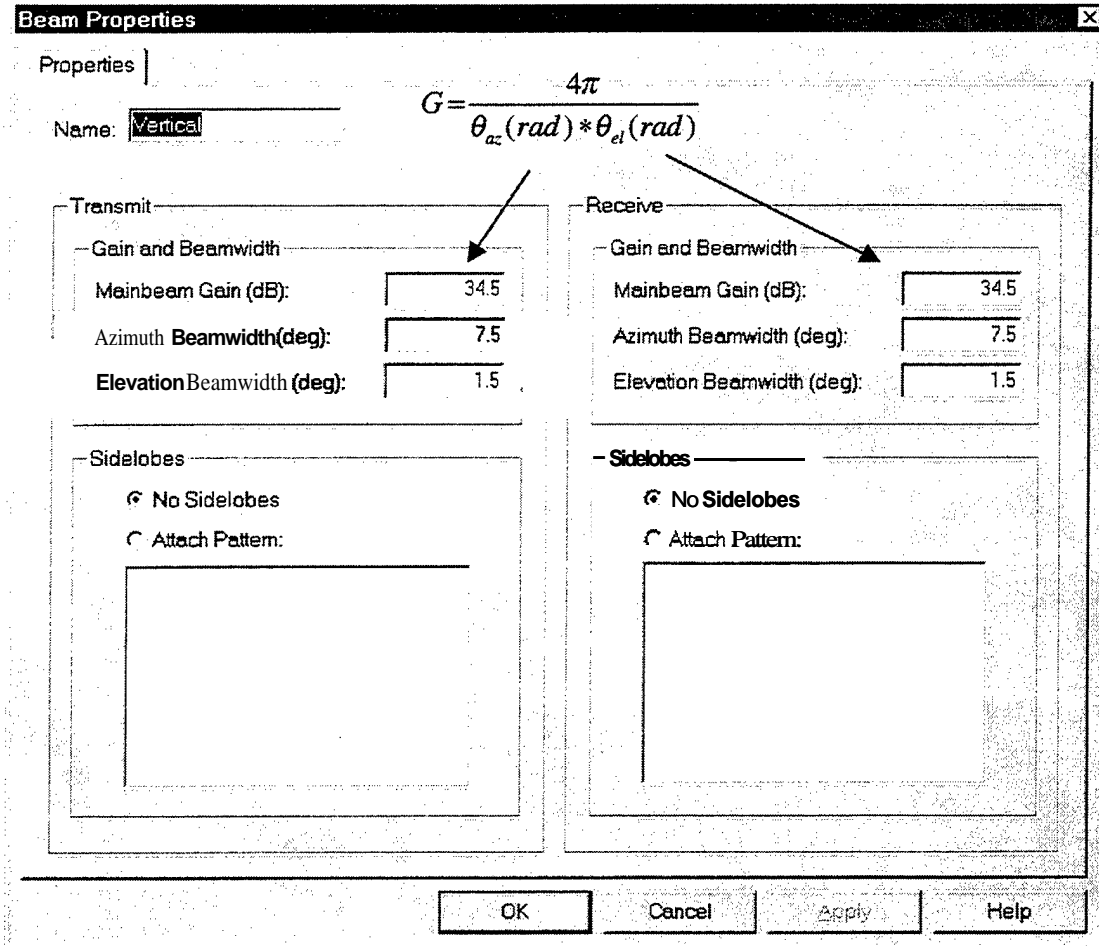 Beam Properties
Properties
Name: Vertical
G = 4π / θ_az(rad) * θ_el(rad)
Transmit
Gain and Beamwidth
Mainbeam Gain (dB): 34.5
Azimuth Beamwidth(deg): 7.5
Elevation Beamwidth (deg): 1.5
Sidelobes
No Sidelobes
Attach Pattern:
Receive
Gain and Beamwidth
Mainbeam Gain (dB): 34.5
Azimuth Beamwidth (deg): 7.5
Elevation Beamwidth (deg): 1.5
Sidelobes
No Sidelobes
Attach Pattern:
OK Cancel Apply Help